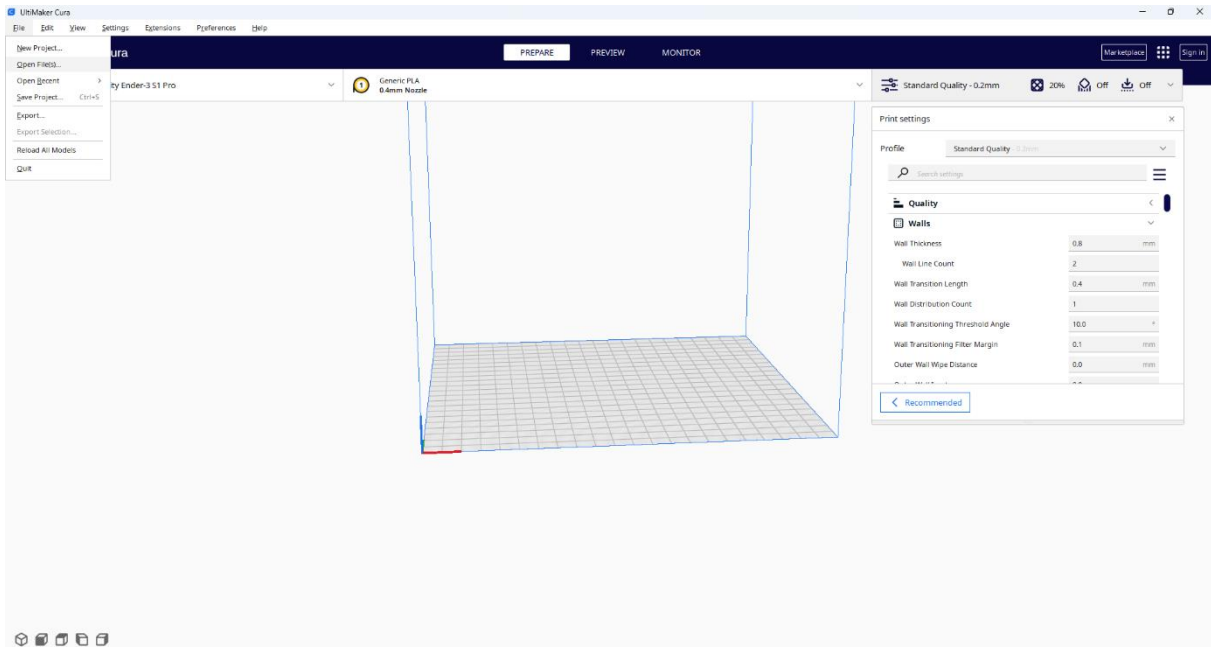 UltiMaker Cura
File Edit View Settings Extensions Preferences Help
New Project...
Open File(s)...
Open Recent
Save Project... Ctrl+S
Export...
Export Selection...
Reload All Models
Quit
ura
PREPARE PREVIEW MONITOR
Marketplace Sign in
ty Ender-3 S1 Pro
1 Generic PLA
0.4mm Nozzle
Standard Quality - 0.2mm 20% Off Off
Print settings
Profile Standard Quality - 0.2mm
Search settings
Quality
Walls
Wall Thickness 0.8 mm
Wall Line Count 2
Wall Transition Length 0.4 mm
Wall Distribution Count 1
Wall Transitioning Threshold Angle 10.0 °
Wall Transitioning Filter Margin 0.1 mm
Outer Wall Wipe Distance 0.0 mm
Recommended